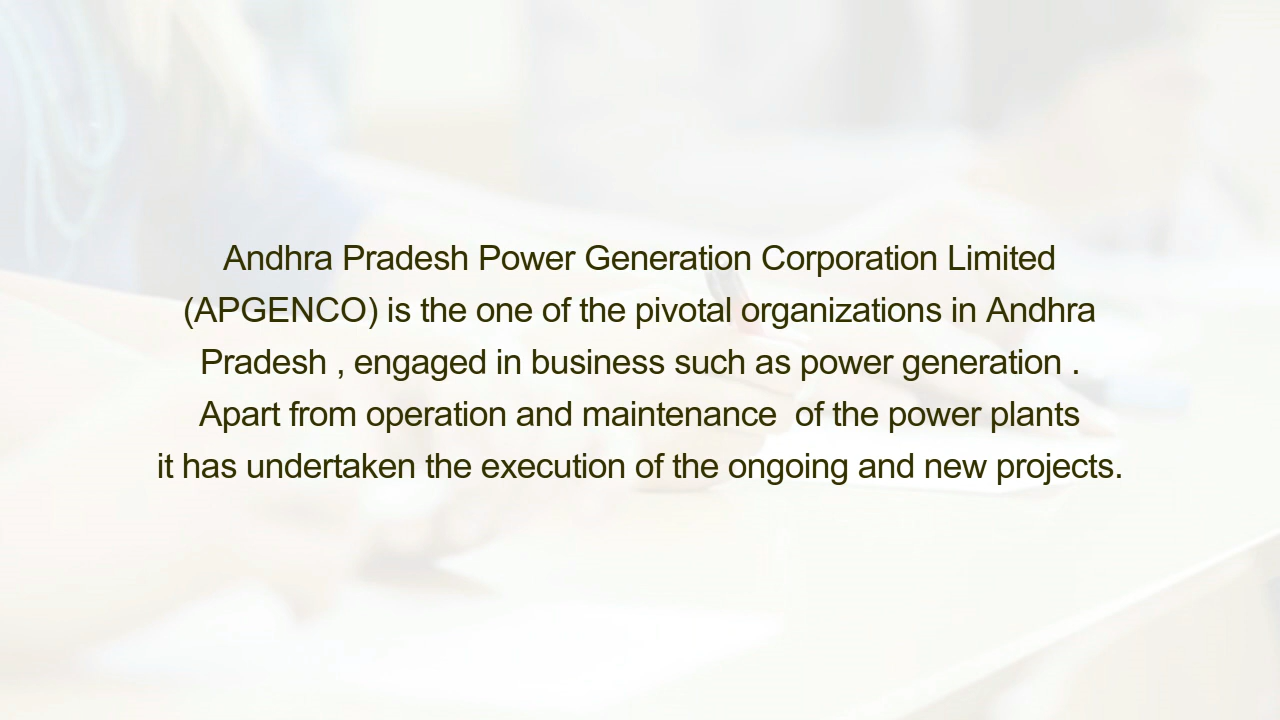 Andhra Pradesh Power Generation Corporation Limited
(APGENCO) is the one of the pivotal organizations in Andhra
Pradesh , engaged in business such as power generation .
Apart from operation and maintenance  of the power plants
it has undertaken the execution of the ongoing and new projects.